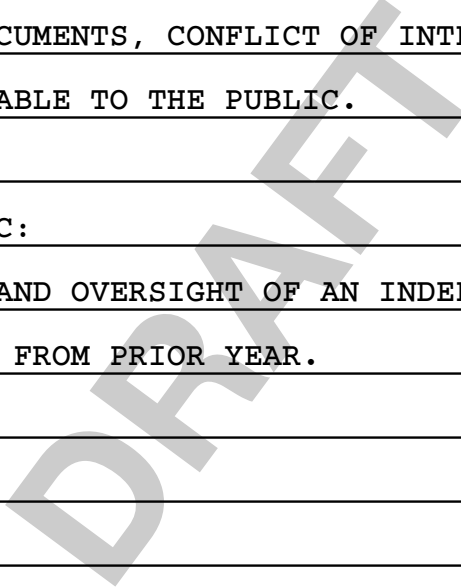 CUMENTS, CONFLICT OF INT
ABLE TO THE PUBLIC.
C:
AND OVERSIGHT OF AN INDE
FROM PRIOR YEAR.
DRAFT